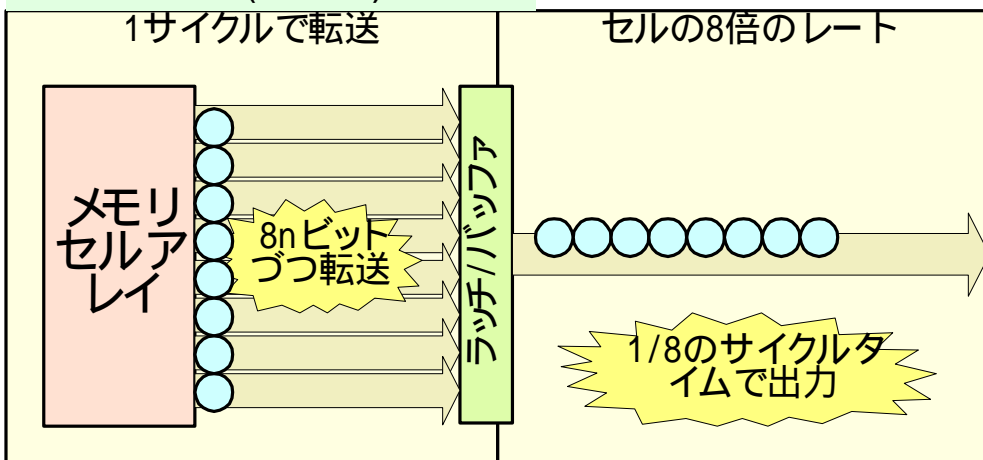 1サイクルで転送
セルの8倍のレート
メモリ
セルア
レイ
8nビット
づつ転送
ラッチ/バッファ
1/8のサイクルタ
イムで出力